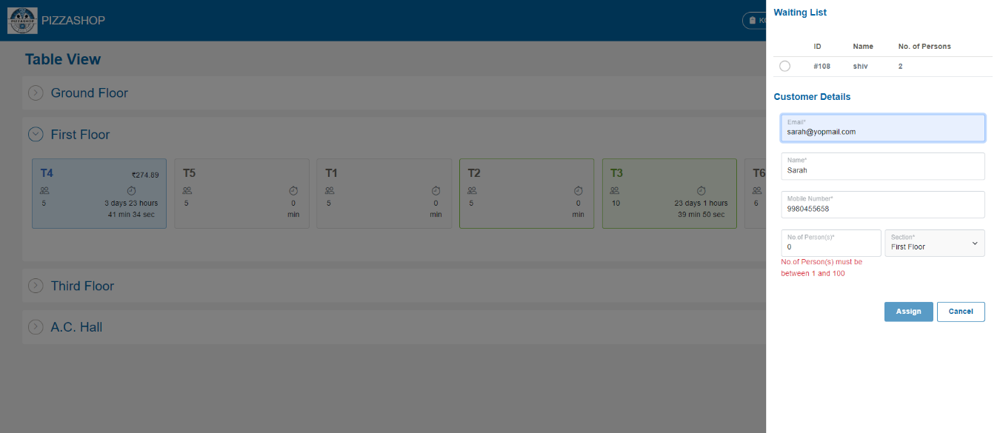 PIZZASHOP
PIZZASHOP
Table View
Ground Floor
First Floor
T4 ₹274.89
5 3 days 23 hours
41 min 34 sec
T5
5 0
min
T1
5 0
min
T2
5 0
min
T3
10 23 days 1 hours
39 min 50 sec
T6
6
Third Floor
A.C. Hall
Waiting List
ID Name No. of Persons
#108 shiv 2
Customer Details
Email*
sarah@yopmail.com
Name*
Sarah
Mobile Number*
9980455658
No.of Person(s)* Section*
0 First Floor
No.of Person(s) must be
between 1 and 100
Assign Cancel